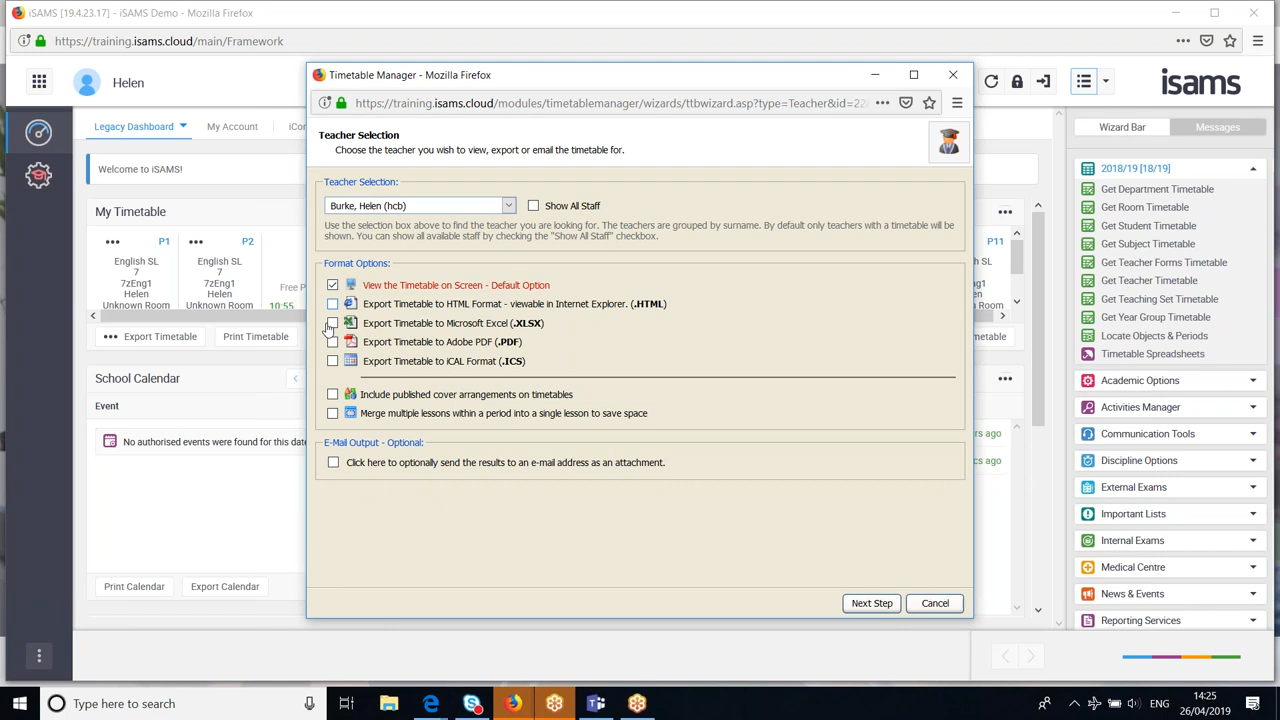 iSAMS [19.4.23.17] - iSAMS Demo - Mozilla Firefox
https://training.isams.cloud/main/Framework
Helen
isams
Legacy Dashboard
My Account
Welcome to iSAMS!
My Timetable
P1
P2
P11
English SL
7
7zEng1
Helen
Unknown Room
English SL
7
7zEng1
Helen
Unknown Room
Free P
10:55
Export Timetable
Print Timetable
School Calendar
Event
No authorised events were found for this date
Print Calendar
Export Calendar
Timetable Manager - Mozilla Firefox
https://training.isams.cloud/modules/timetablemanager/wizards/ttbwizard.asp?type=Teacher&id=22
Teacher Selection
Choose the teacher you wish to view, export or email the timetable for.
Teacher Selection:
Burke, Helen (hcb)
Show All Staff
Use the selection box above to find the teacher you are looking for. The teachers are grouped by surname. By default only teachers with a timetable will be
shown. You can show all available staff by checking the "Show All Staff" checkbox.
Format Options:
View the Timetable on Screen - Default Option
Export Timetable to HTML Format - viewable in Internet Explorer. (.HTML)
Export Timetable to Microsoft Excel (.XLSX)
Export Timetable to Adobe PDF (.PDF)
Export Timetable to iCAL Format (.ICS)
Include published cover arrangements on timetables
Merge multiple lessons within a period into a single lesson to save space
E-Mail Output - Optional:
Click here to optionally send the results to an e-mail address as an attachment.
Next Step
Cancel
Wizard Bar
Messages
2018/19 [18/19]
Get Department Timetable
Get Room Timetable
Get Student Timetable
Get Subject Timetable
Get Teacher Forms Timetable
Get Teacher Timetable
Get Teaching Set Timetable
Get Year Group Timetable
Locate Objects & Periods
Timetable Spreadsheets
Academic Options
Activities Manager
Communication Tools
Discipline Options
External Exams
Important Lists
Internal Exams
Medical Centre
News & Events
Reporting Services
ago
ago
Type here to search
ENG
14:25
26/04/2019